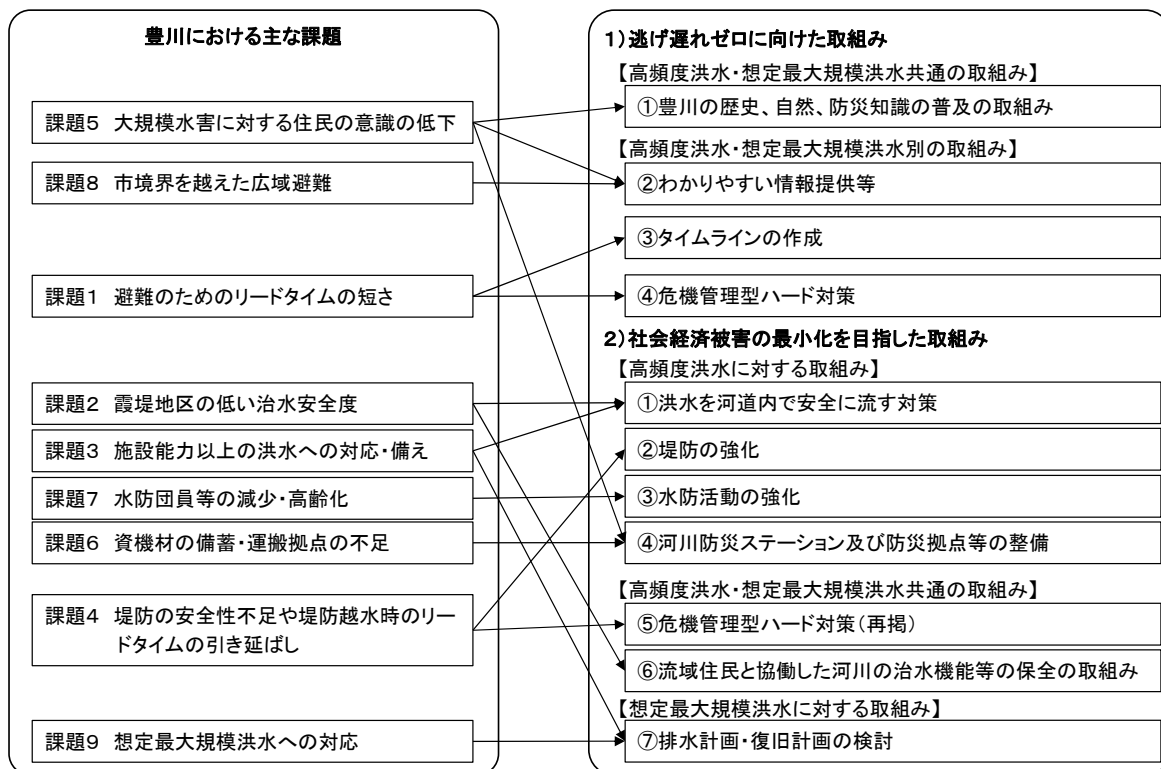 豊川における主な課題
課題5 大規模水害に対する住民の意識の低下
課題8 市境界を越えた広域避難
課題1 避難のためのリードタイムの短さ
課題2 霞堤地区の低い治水安全度
課題3 施設能力以上の洪水への対応・備え
課題7 水防団員等の減少・高齢化
課題6 資機材の備蓄・運搬拠点の不足
課題4 堤防の安全性不足や堤防越水時のリー
ドタイムの引き延ばし
課題9 想定最大規模洪水への対応
1)逃げ遅れゼロに向けた取組み
【高頻度洪水・想定最大規模洪水共通の取組み】
①豊川の歴史、自然、防災知識の普及の取組み
【高頻度洪水・想定最大規模洪水別の取組み】
②わかりやすい情報提供等
③タイムラインの作成
④危機管理型ハード対策
2)社会経済被害の最小化を目指した取組み
【高頻度洪水に対する取組み】
①洪水を河道内で安全に流す対策
②堤防の強化
③水防活動の強化
④河川防災ステーション及び防災拠点等の整備
【高頻度洪水・想定最大規模洪水共通の取組み】
⑤危機管理型ハード対策(再掲)
⑥流域住民と協働した河川の治水機能等の保全の取組み
【想定最大規模洪水に対する取組み】
⑦排水計画・復旧計画の検討